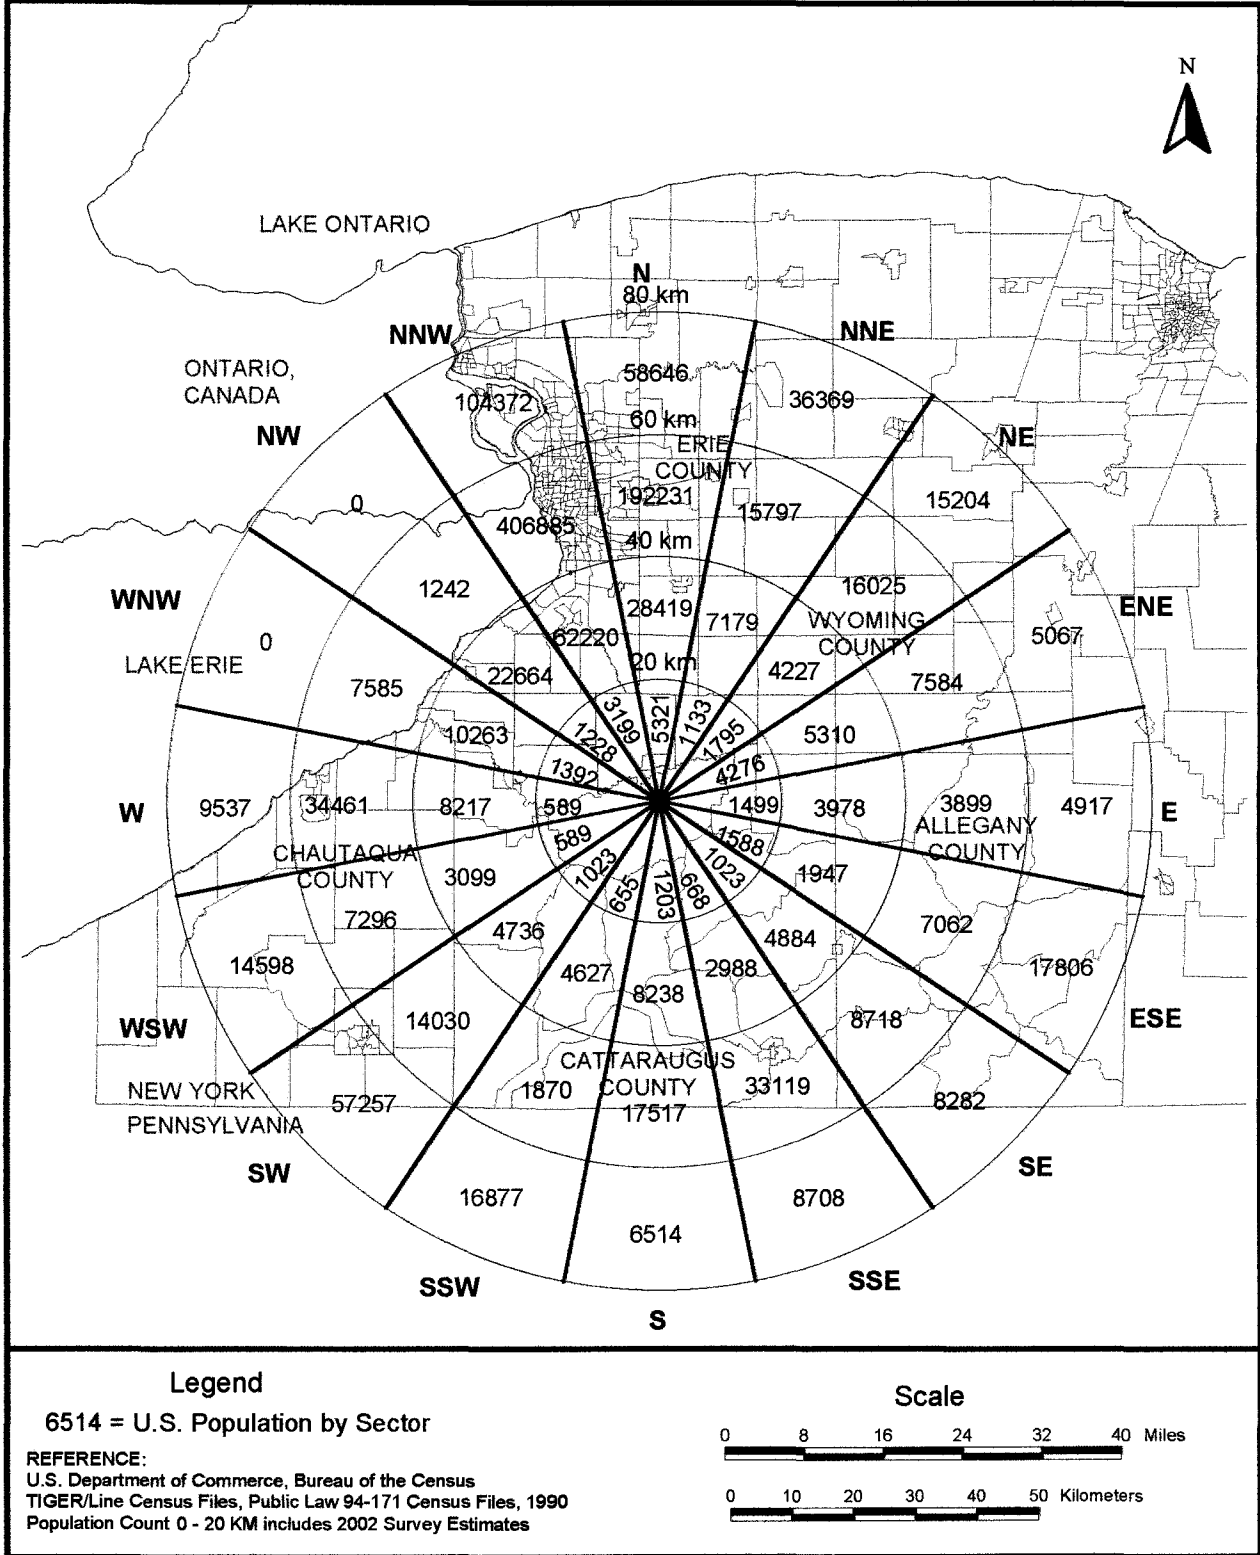 N
LAKE ONTARIO
N
80 km
NNW
NNE
ONTARIO,
CANADA
58646
104372
36369
60 km
NW
NE
ERIE
COUNTY
0
192231
15204
15797
406885
40 km
1242
16025
WNW
ENE
28419
7179
WYOMING
COUNTY
62220
5067
0
LAKE ERIE
20 km
22664
4227
7585
7584
3199
5321
1133
10263
1228
1795
5310
1392
4276
W
9537
34461
8217
589
1499
3978
3899
4917
E
ALLEGANY
COUNTY
589
1588
CHAUTAQUA
COUNTY
3099
1023
655
1203
668
1023
1947
7296
4736
4884
7062
14598
4627
2988
17806
8238
WSW
14030
8718
ESE
CATTARAUGUS
COUNTY
NEW YORK
PENNSYLVANIA
57257
1870
33119
8282
17517
SW
SE
16877
8708
6514
SSW
SSE
S
Legend
6514 = U.S. Population by Sector
REFERENCE:
U.S. Department of Commerce, Bureau of the Census
TIGER/Line Census Files, Public Law 94-171 Census Files, 1990
Population Count 0 - 20 KM includes 2002 Survey Estimates
Scale
0 8 16 24 32 40 Miles
0 10 20 30 40 50 Kilometers